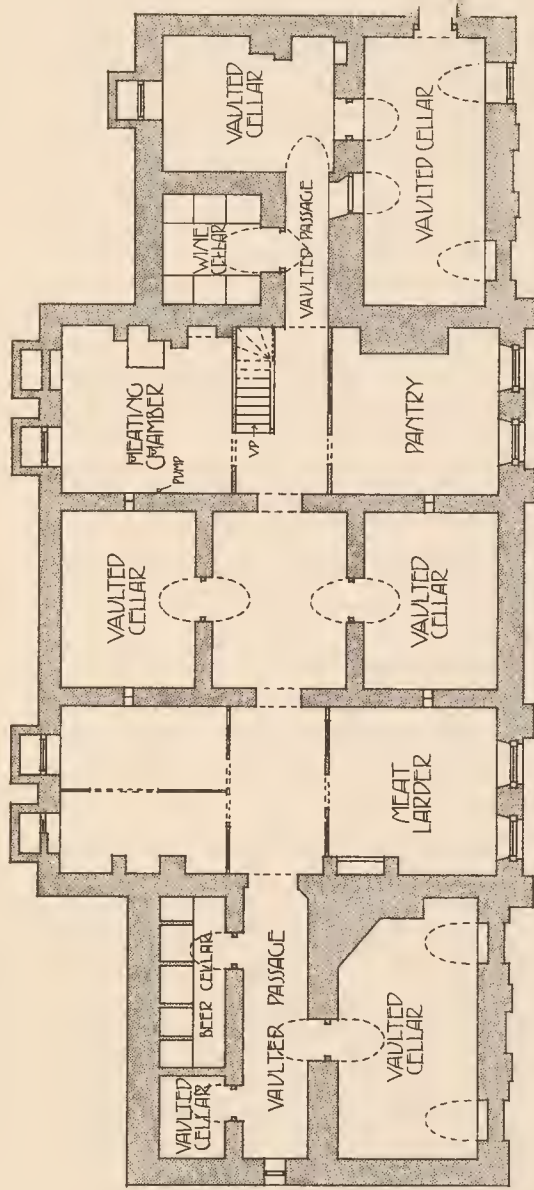 VAULTED
CELLAR
BEER CELLAR
VAULTER PASSAGE
VAULTED
CELLAR
MEAT
LARDER
VAULTED
CELLAR
VAULTED
CELLAR
HEATING
CHAMBER
PUMP
VP
PANTRY
WINE
CELLAR
VAULTED PASSAGE
VAULTED
CELLAR
VAULTED CELLAR